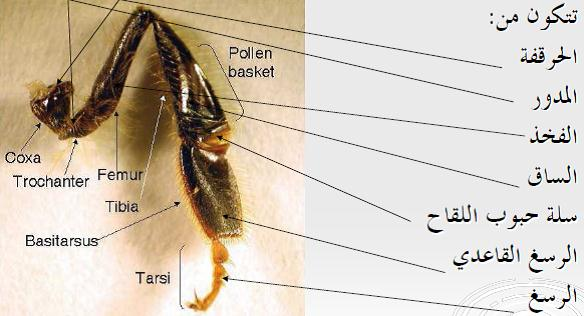 تتكون من:
الحرقفة
المدور
الفخذ
الساق
سلة حبوب اللقاح
الرسغ القاعدي
الرسغ
Pollen
basket
Coxa
Trochanter
Femur
Tibia
Basitarsus
Tarsi